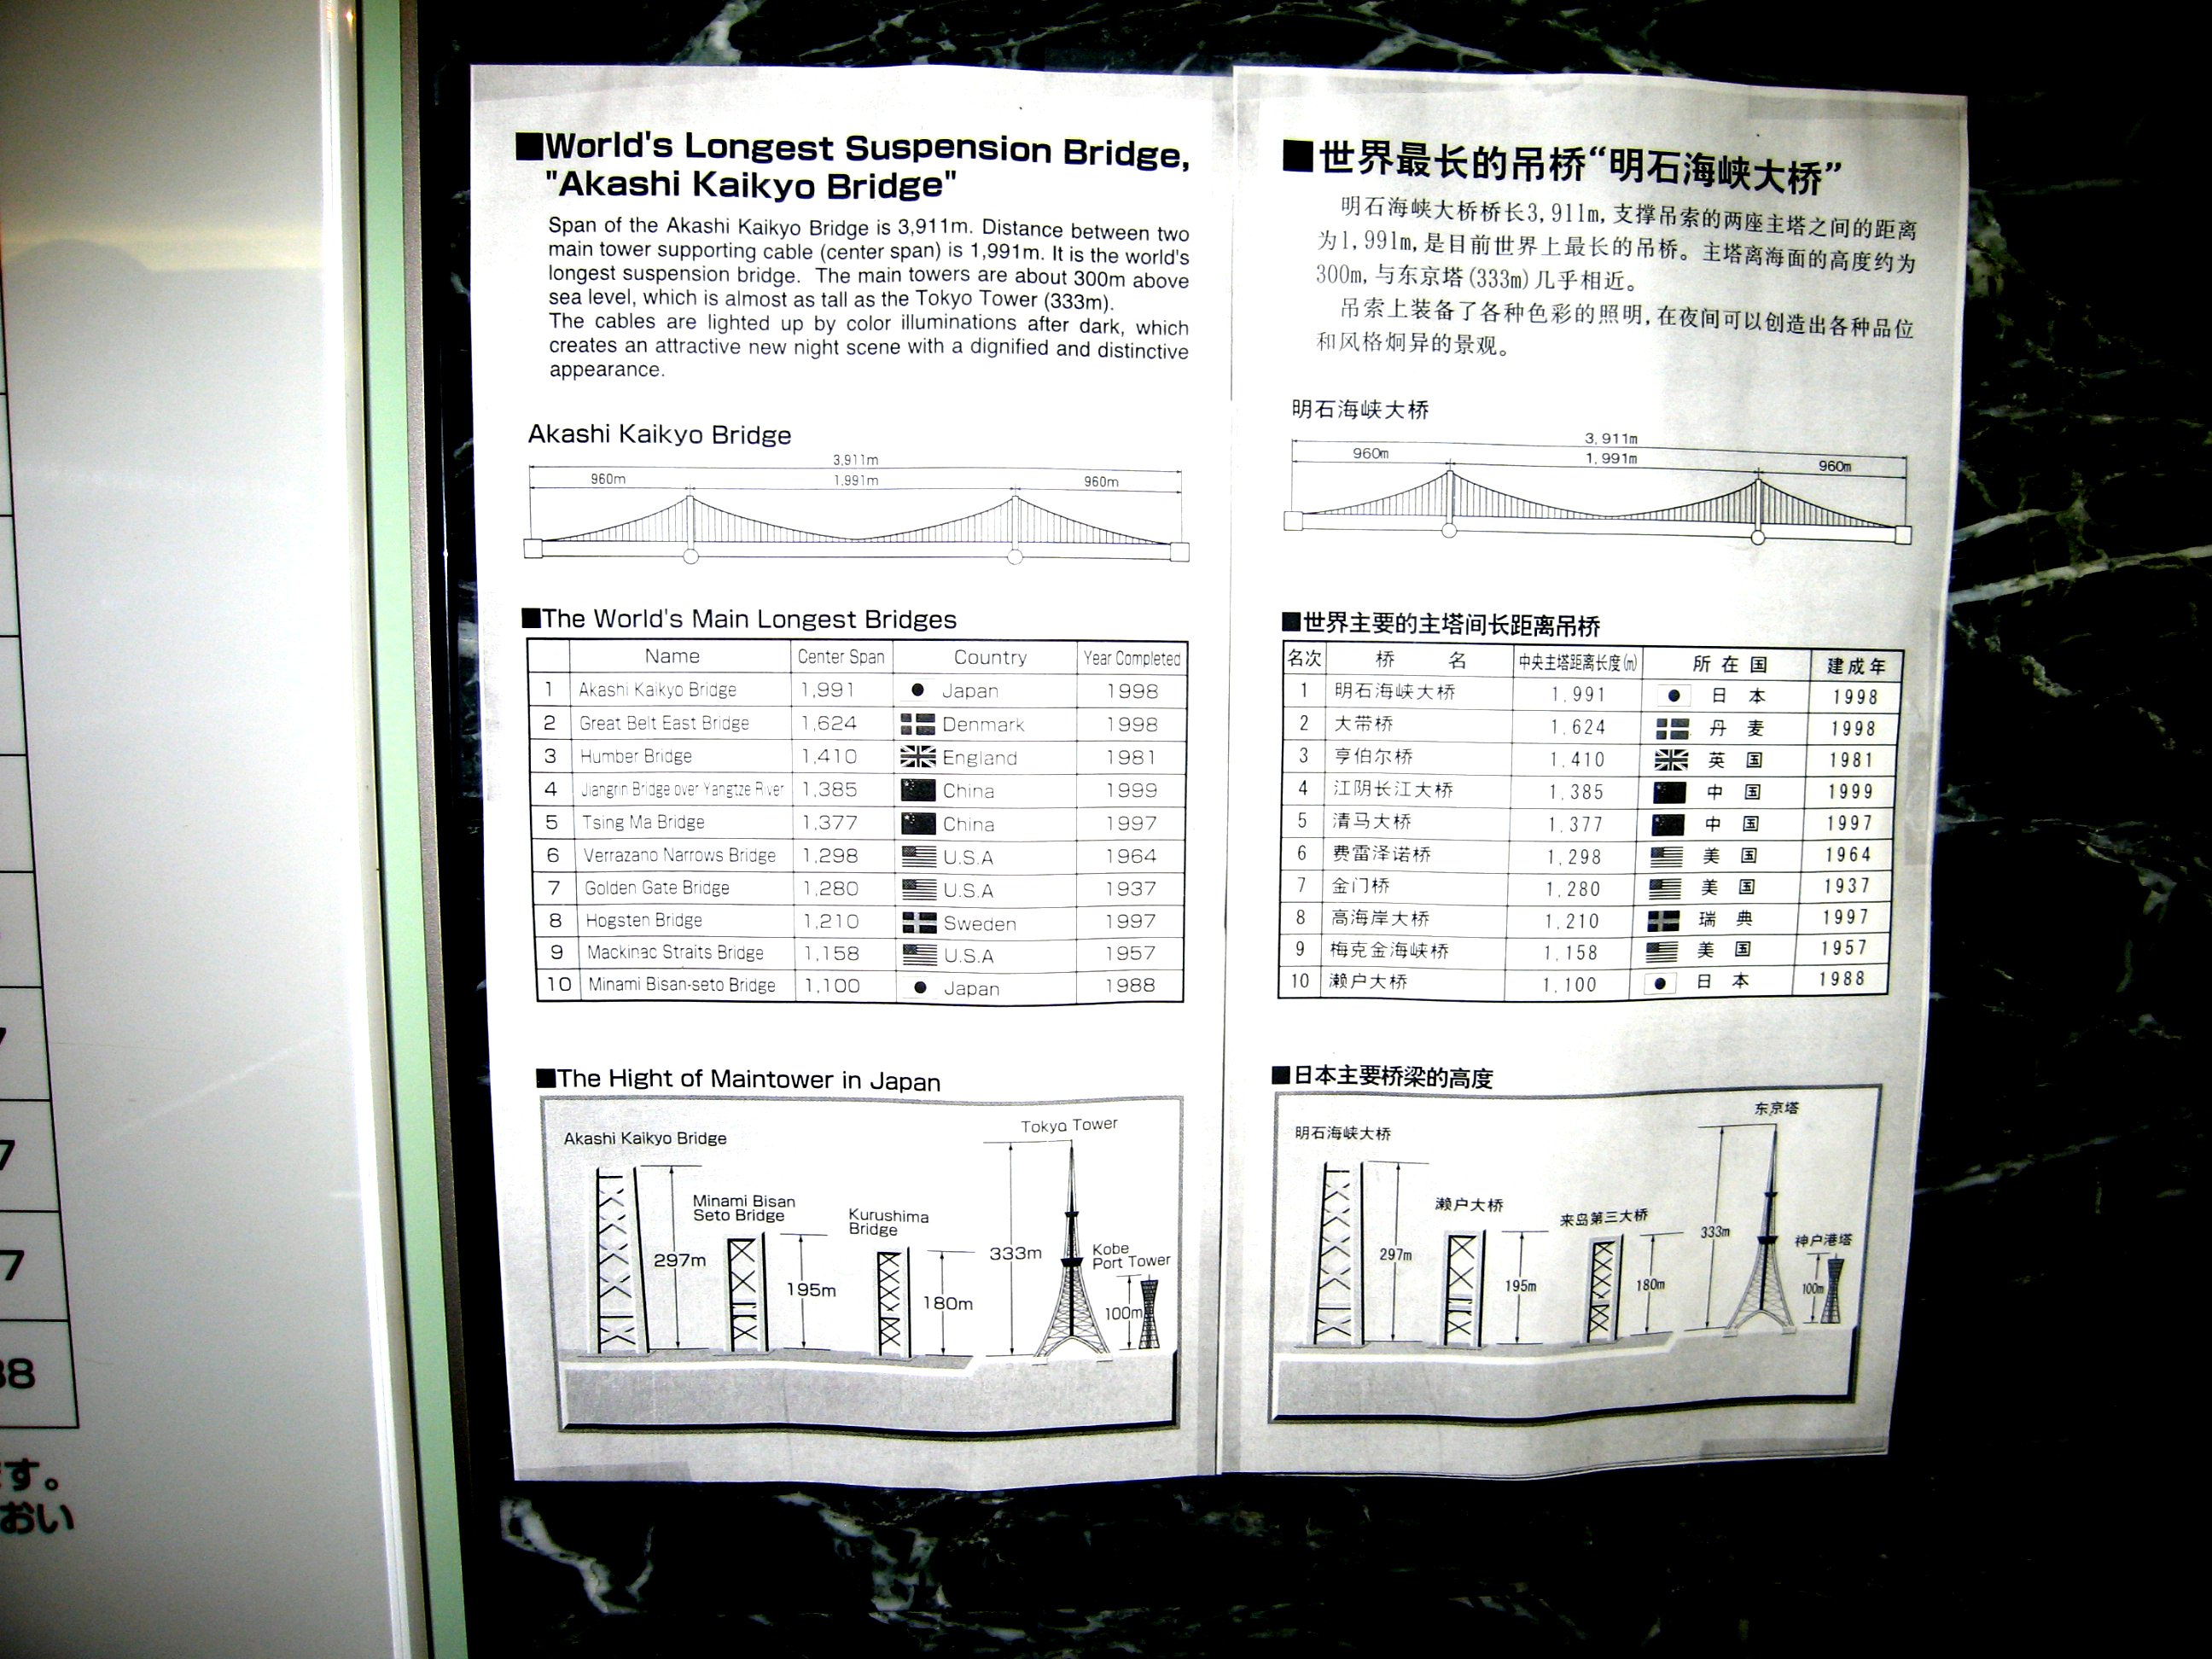 ■World's Longest Suspension Bridge,
"Akashi Kaikyo Bridge"
Span of the Akashi Kaikyo Bridge is 3,911m. Distance between two
main tower supporting cable (center span) is 1,991m. It is the world's
longest suspension bridge. The main towers are about 300m above
sea level, which is almost as tall as the Tokyo Tower (333m).
The cables are lighted up by color illuminations after dark, which
creates an attractive new night scene with a dignified and distinctive
appearance.
Akashi Kaikyo Bridge
3,911m
960m 1,991m 960m
■The World's Main Longest Bridges
Name Center Span Country Year Completed
1 Akashi Kaikyo Bridge 1,991 Japan 1998
2 Great Belt East Bridge 1,624 Denmark 1998
3 Humber Bridge 1,410 England 1981
4 Jiangrin Bridge over Yangtze River 1,385 China 1999
5 Tsing Ma Bridge 1,377 China 1997
6 Verrazano Narrows Bridge 1,298 U.S.A 1964
7 Golden Gate Bridge 1,280 U.S.A 1937
8 Hogsten Bridge 1,210 Sweden 1997
9 Mackinac Straits Bridge 1,158 U.S.A 1957
10 Minami Bisan-seto Bridge 1,100 Japan 1988
■The Hight of Maintower in Japan
Akashi Kaikyo Bridge
297m
Minami Bisan
Seto Bridge
195m
Kurushima
Bridge
180m
Tokyo Tower
333m
Kobe
Port Tower
100m
■世界最长的吊桥“明石海峡大桥”
明石海峡大桥桥长3,911m,支撑吊索的两座主塔之间的距离
为1,991m,是目前世界上最长的吊桥。主塔离海面的高度约为
300m,与东京塔(333m)几乎相近。
吊索上装备了各种色彩的照明,在夜间可以创造出各种品位
和风格炯异的景观。
明石海峡大桥
3,911m
960m 1,991m 960m
■世界主要的主塔间长距离吊桥
名次 桥 名 中央主塔距离长度(m) 所在国 建成年
1 明石海峡大桥 1,991 日本 1998
2 大带桥 1,624 丹麦 1998
3 亨伯尔桥 1,410 英国 1981
4 江阴长江大桥 1,385 中国 1999
5 清马大桥 1,377 中国 1997
6 费雷泽诺桥 1,298 美国 1964
7 金门桥 1,280 美国 1937
8 高海岸大桥 1,210 瑞典 1997
9 梅克金海峡桥 1,158 美国 1957
10 濑户大桥 1,100 日本 1988
■日本主要桥梁的高度
明石海峡大桥
297m
濑户大桥
195m
来岛第三大桥
180m
东京塔
333m
神户港塔
100m
7
7
7
88
ます。
おい